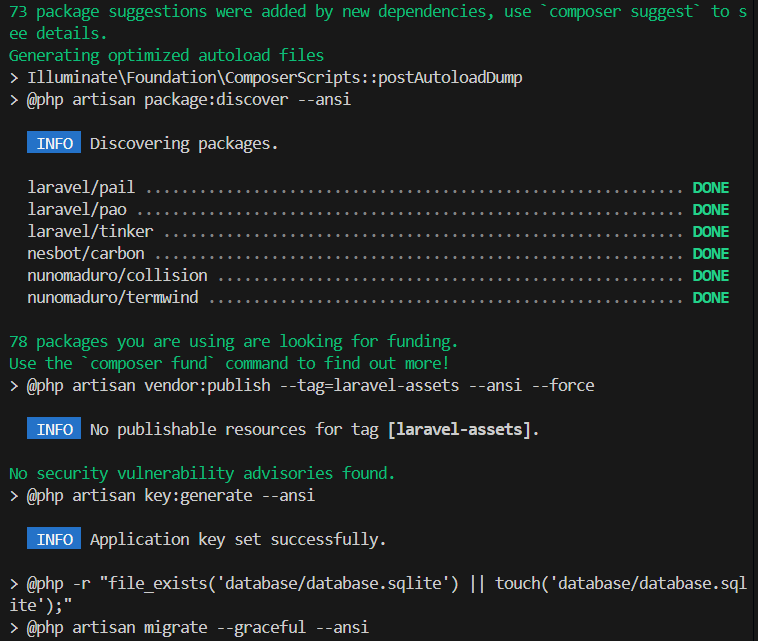 73 package suggestions were added by new dependencies, use `composer suggest` to s
ee details.
Generating optimized autoload files
> Illuminate\Foundation\ComposerScripts::postAutoloadDump
> @php artisan package:discover --ansi
INFO Discovering packages.
laravel/pail ............................................................ DONE
laravel/pao ............................................................. DONE
laravel/tinker .......................................................... DONE
nesbot/carbon ........................................................... DONE
nunomaduro/collision .................................................... DONE
nunomaduro/termwind ..................................................... DONE
78 packages you are using are looking for funding.
Use the `composer fund` command to find out more!
> @php artisan vendor:publish --tag=laravel-assets --ansi --force
INFO No publishable resources for tag [laravel-assets].
No security vulnerability advisories found.
> @php artisan key:generate --ansi
INFO Application key set successfully.
> @php -r "file_exists('database/database.sqlite') || touch('database/database.sql
ite');"
> @php artisan migrate --graceful --ansi